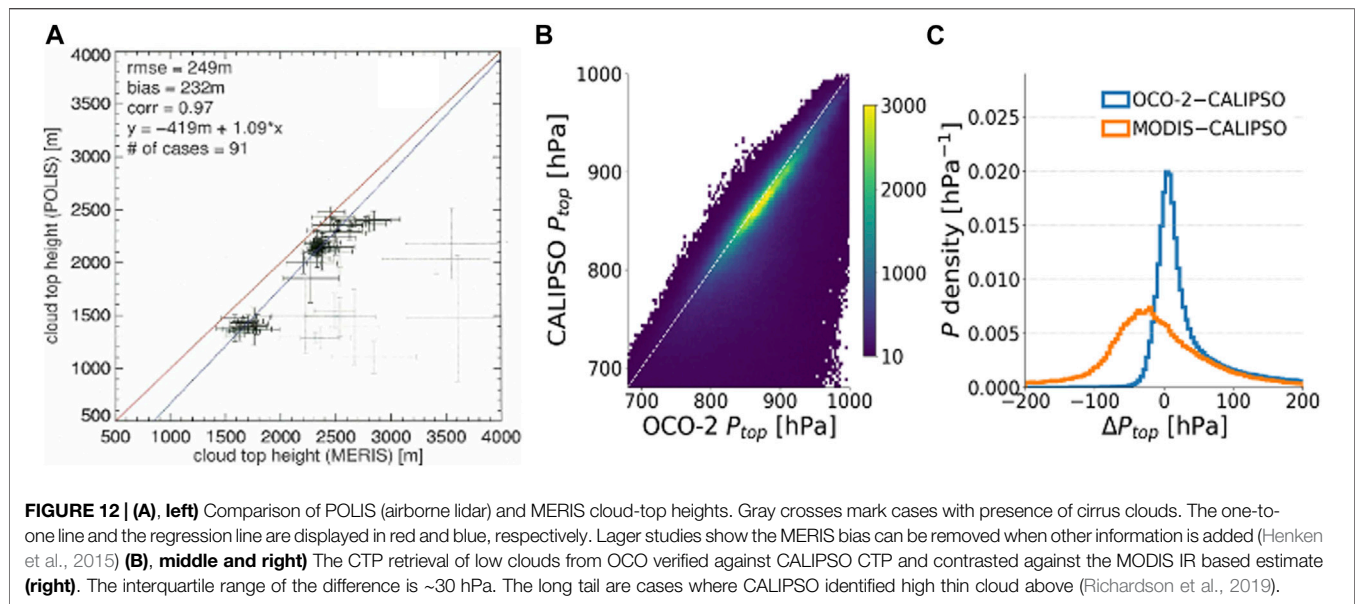 A
rmse = 249m
bias = 232m
corr = 0.97
y = −419m + 1.09*x
# of cases = 91
cloud top height (POLIS) [m]
4000
3500
3000
2500
2000
1500
1000
500
500 1000 1500 2000 2500 3000 3500 4000
cloud top height (MERIS) [m]
B
CALIPSO Ptop [hPa]
1000
900
800
700
700 800 900 1000
OCO-2 Ptop [hPa]
3000
2000
1000
10
C
OCO-2−CALIPSO
MODIS−CALIPSO
P density [hPa−1]
0.025
0.020
0.015
0.010
0.005
0.000
−200 −100 0 100 200
ΔPtop [hPa]
FIGURE 12 | (A), left) Comparison of POLIS (airborne lidar) and MERIS cloud-top heights. Gray crosses mark cases with presence of cirrus clouds. The one-to-
one line and the regression line are displayed in red and blue, respectively. Lager studies show the MERIS bias can be removed when other information is added (Henken
et al., 2015) (B), middle and right) The CTP retrieval of low clouds from OCO verified against CALIPSO CTP and contrasted against the MODIS IR based estimate
(right). The interquartile range of the difference is ~30 hPa. The long tail are cases where CALIPSO identified high thin cloud above (Richardson et al., 2019).